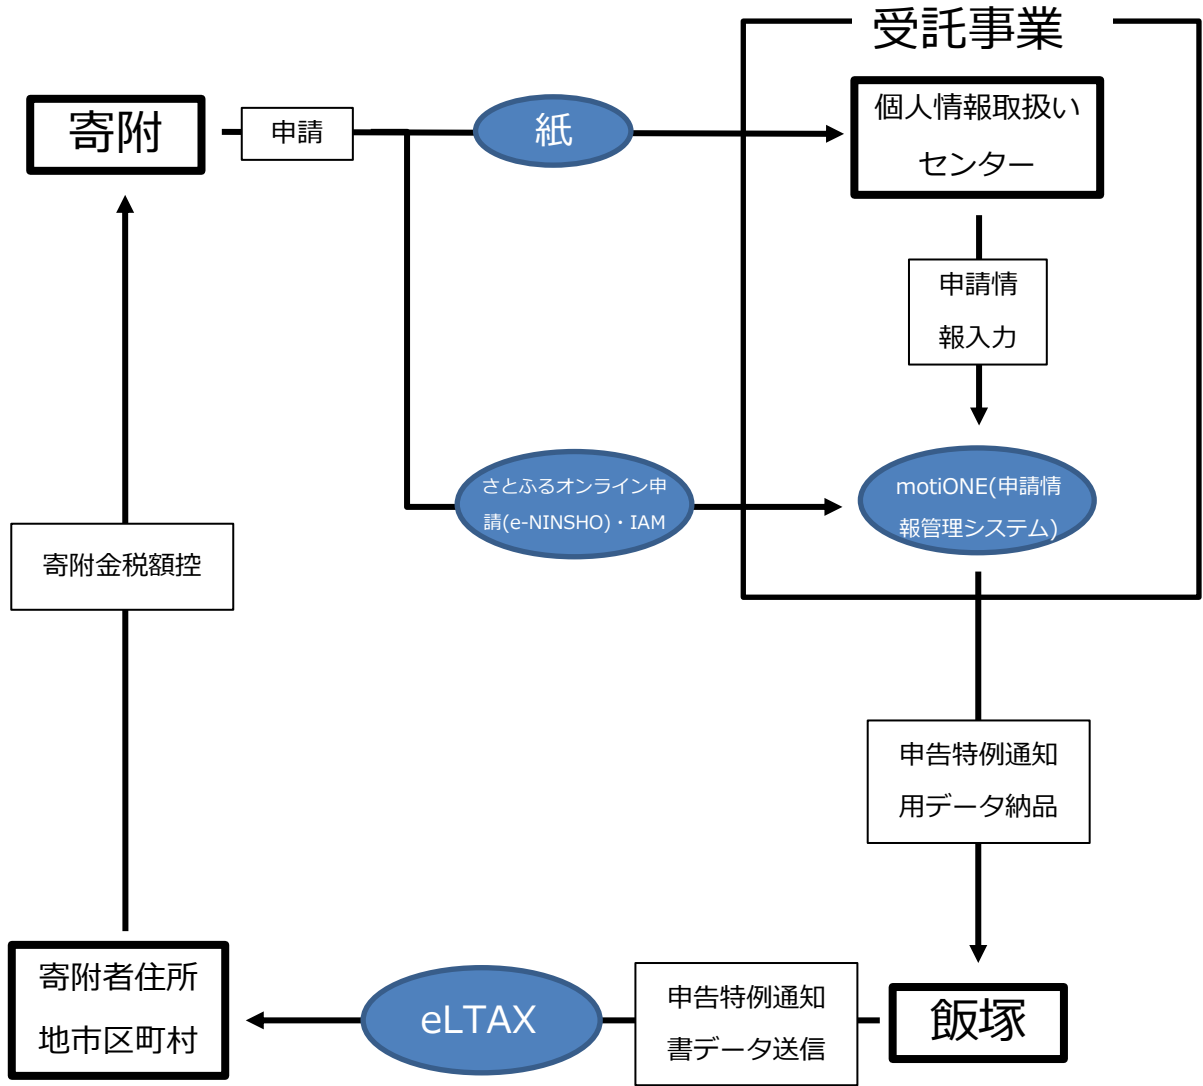 受託事業
寄附
申請
紙
個人情報取扱い
センター
申請情
報入力
さとふるオンライン申
請(e-NINSHO)・IAM
motiONE(申請情
報管理システム)
寄附金税額控
申告特例通知
用データ納品
寄附者住所
地市区町村
eLTAX
申告特例通知
書データ送信
飯塚